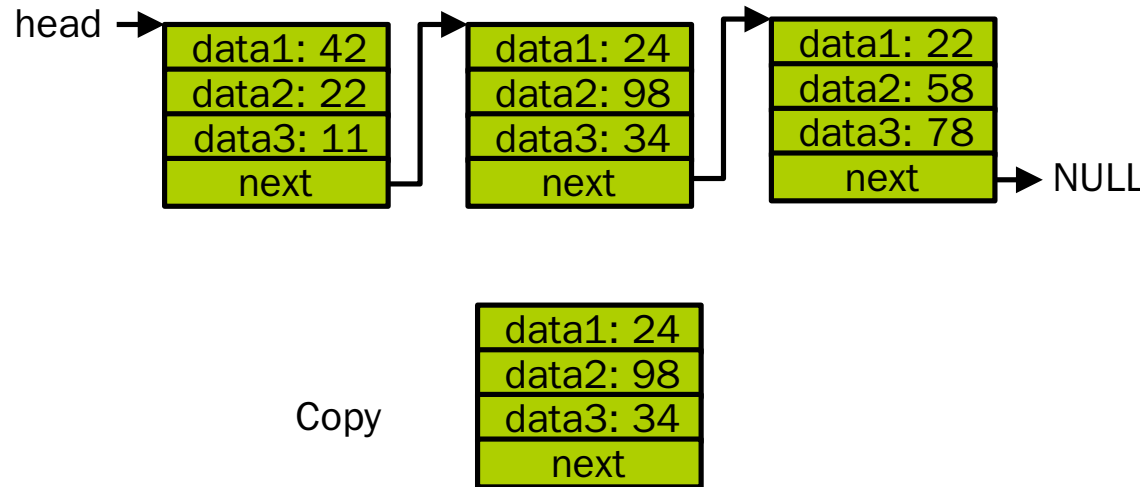 head
data1: 42
data2: 22
data3: 11
next
data1: 24
data2: 98
data3: 34
next
data1: 22
data2: 58
data3: 78
next
NULL
Copy
data1: 24
data2: 98
data3: 34
next